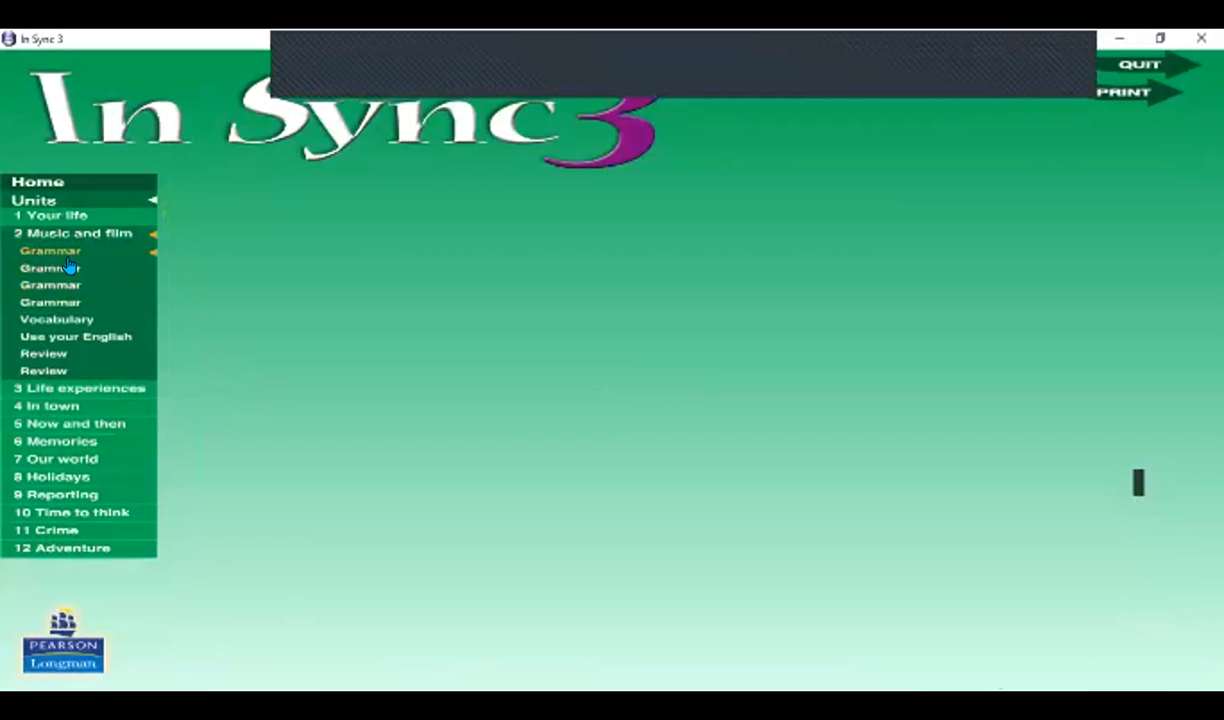 In Sync 3
QUIT
PRINT
In Sync 3
Home
Units
1 Your life
2 Music and film
Grammar
Grammar
Grammar
Grammar
Vocabulary
Use your English
Review
Review
3 Life experiences
4 In town
5 Now and then
6 Memories
7 Our world
8 Holidays
9 Reporting
10 Time to think
11 Crime
12 Adventure
PEARSON
Longman